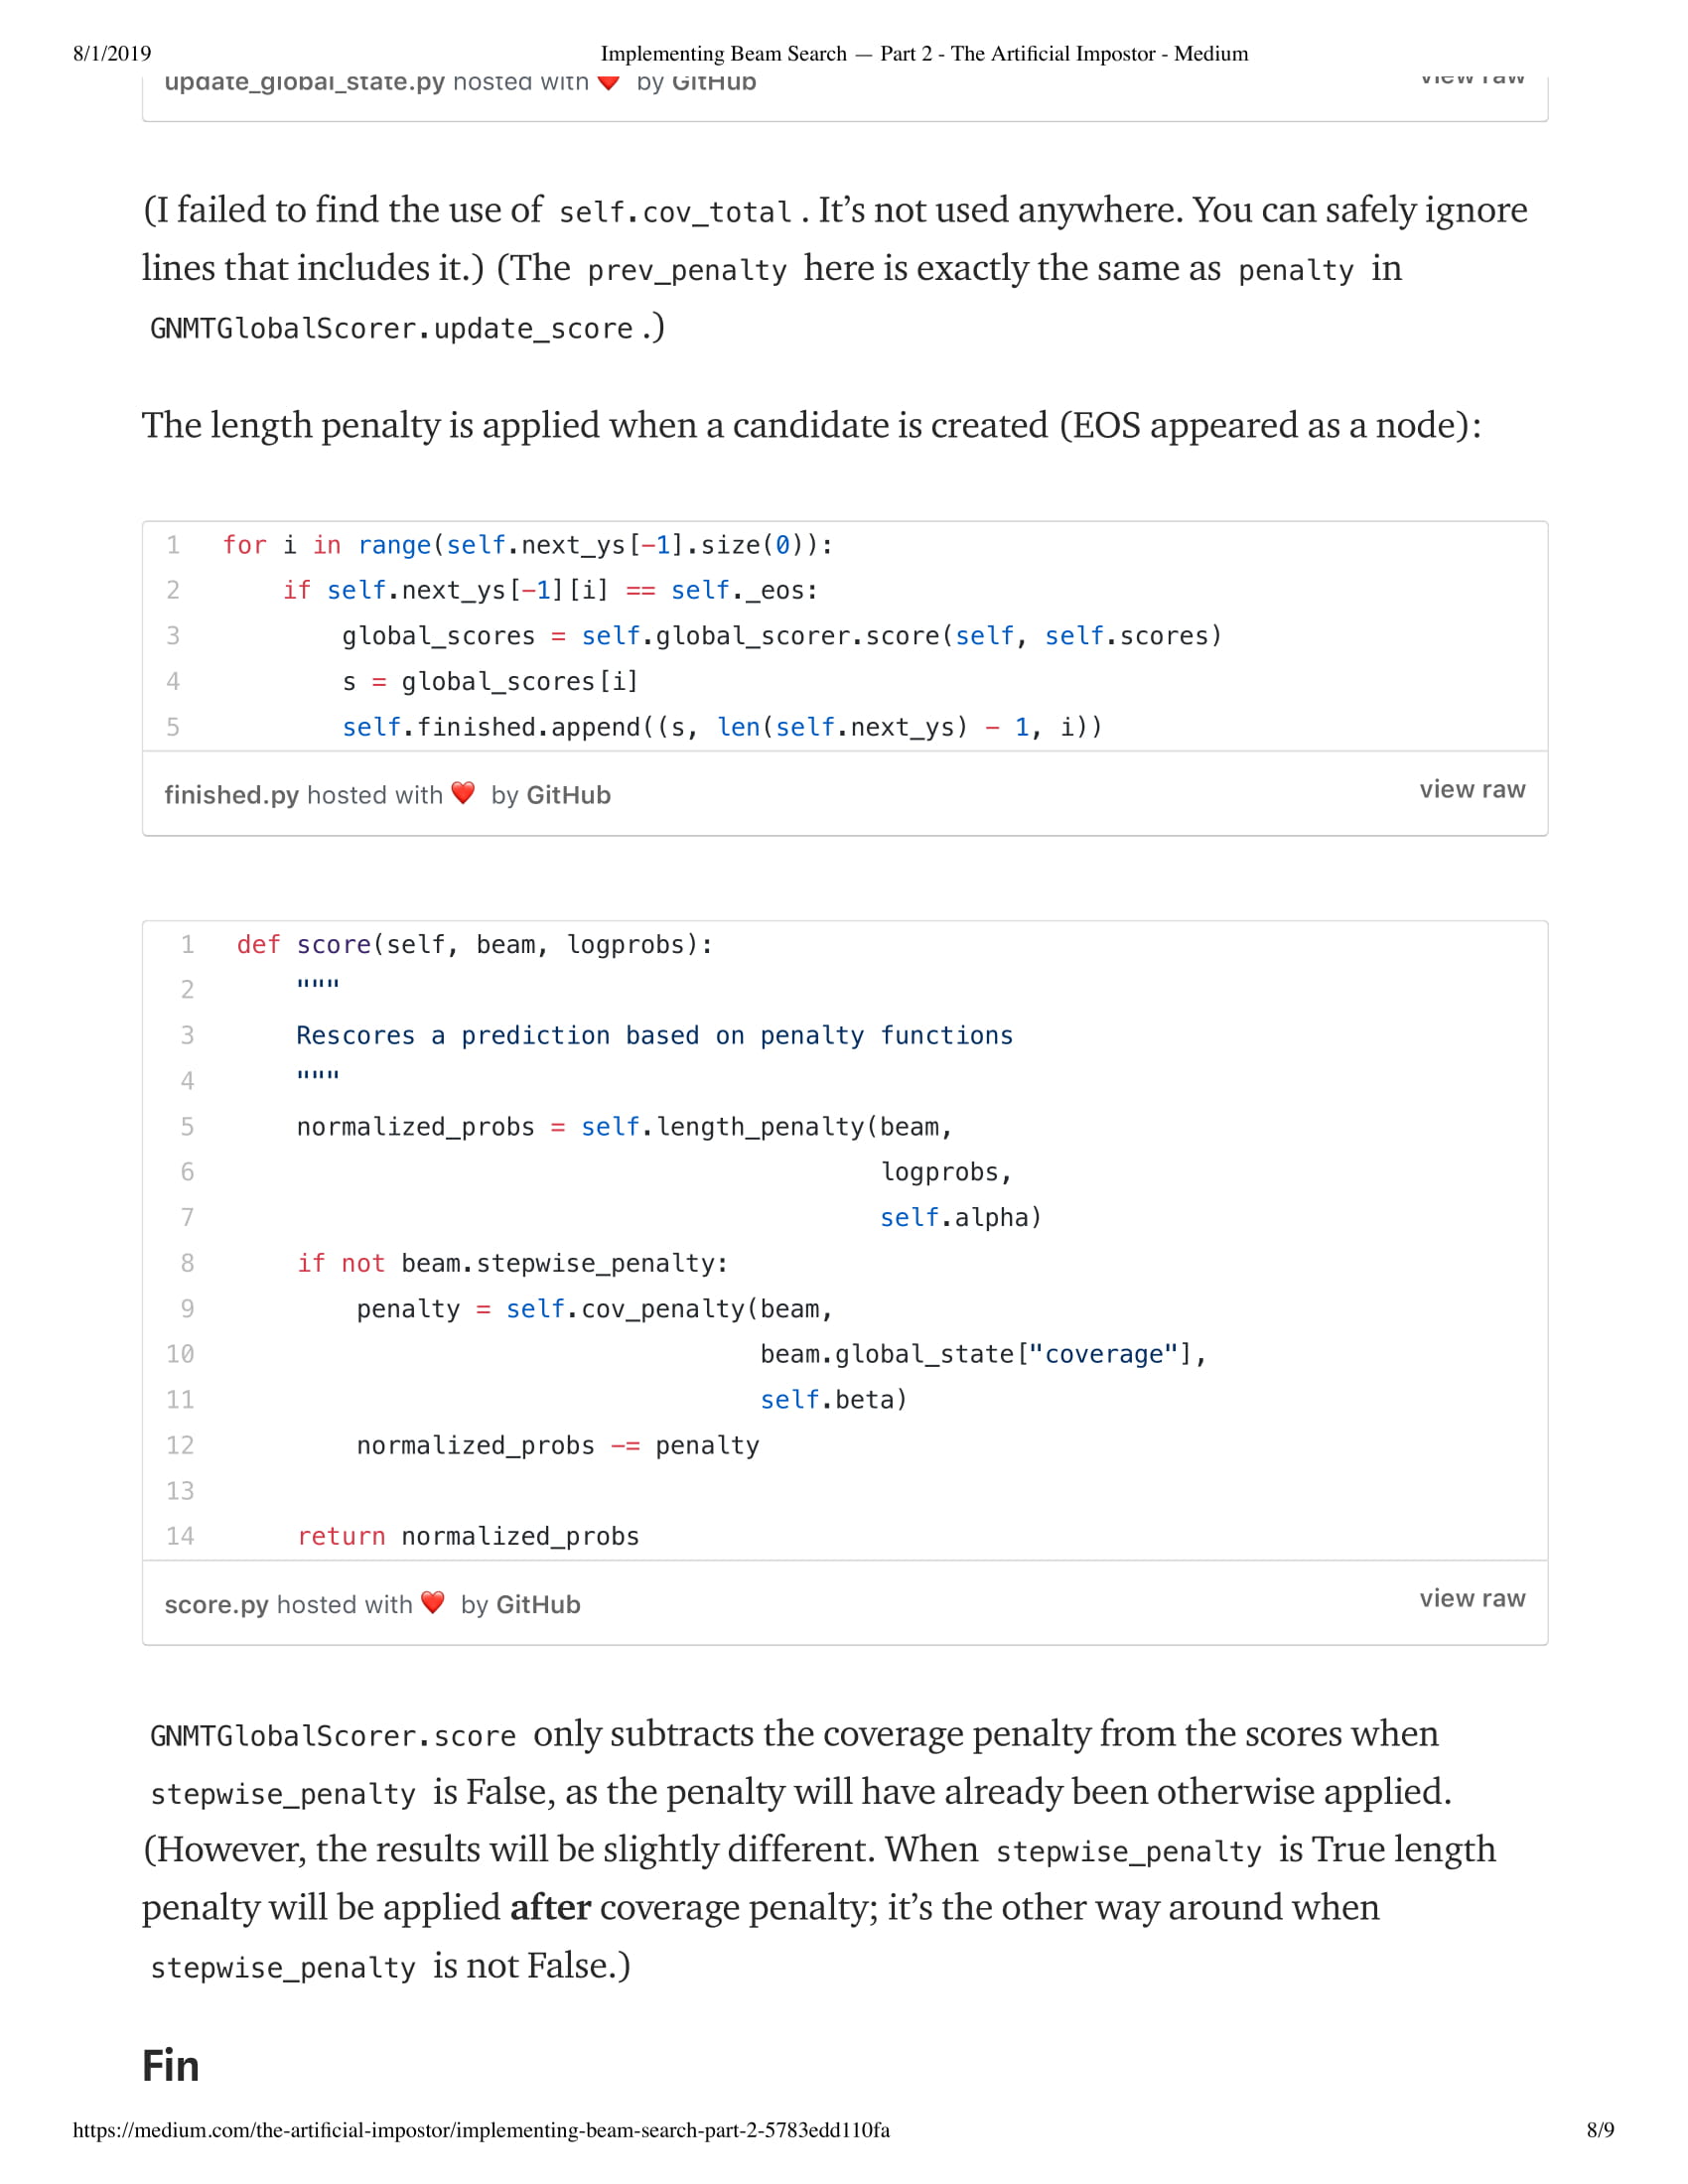 8/1/2019 Implementing Beam Search — Part 2 - The Artificial Impostor - Medium
update_global_state.py hosted with ❤ by GitHub view raw
(I failed to find the use of self.cov_total . It’s not used anywhere. You can safely ignore
lines that includes it.) (The prev_penalty here is exactly the same as penalty in
GNMTGlobalScorer.update_score .)
The length penalty is applied when a candidate is created (EOS appeared as a node):
1 for i in range(self.next_ys[-1].size(0)):
2     if self.next_ys[-1][i] == self._eos:
3         global_scores = self.global_scorer.score(self, self.scores)
4         s = global_scores[i]
5         self.finished.append((s, len(self.next_ys) - 1, i))
finished.py hosted with ❤ by GitHub view raw
1 def score(self, beam, logprobs):
2     """
3     Rescores a prediction based on penalty functions
4     """
5     normalized_probs = self.length_penalty(beam,
6                                            logprobs,
7                                            self.alpha)
8     if not beam.stepwise_penalty:
9         penalty = self.cov_penalty(beam,
10                                    beam.global_state["coverage"],
11                                    self.beta)
12         normalized_probs -= penalty
13
14     return normalized_probs
score.py hosted with ❤ by GitHub view raw
GNMTGlobalScorer.score only subtracts the coverage penalty from the scores when
stepwise_penalty is False, as the penalty will have already been otherwise applied.
(However, the results will be slightly different. When stepwise_penalty is True length
penalty will be applied after coverage penalty; it’s the other way around when
stepwise_penalty is not False.)
Fin
https://medium.com/the-artificial-impostor/implementing-beam-search-part-2-5783edd110fa 8/9